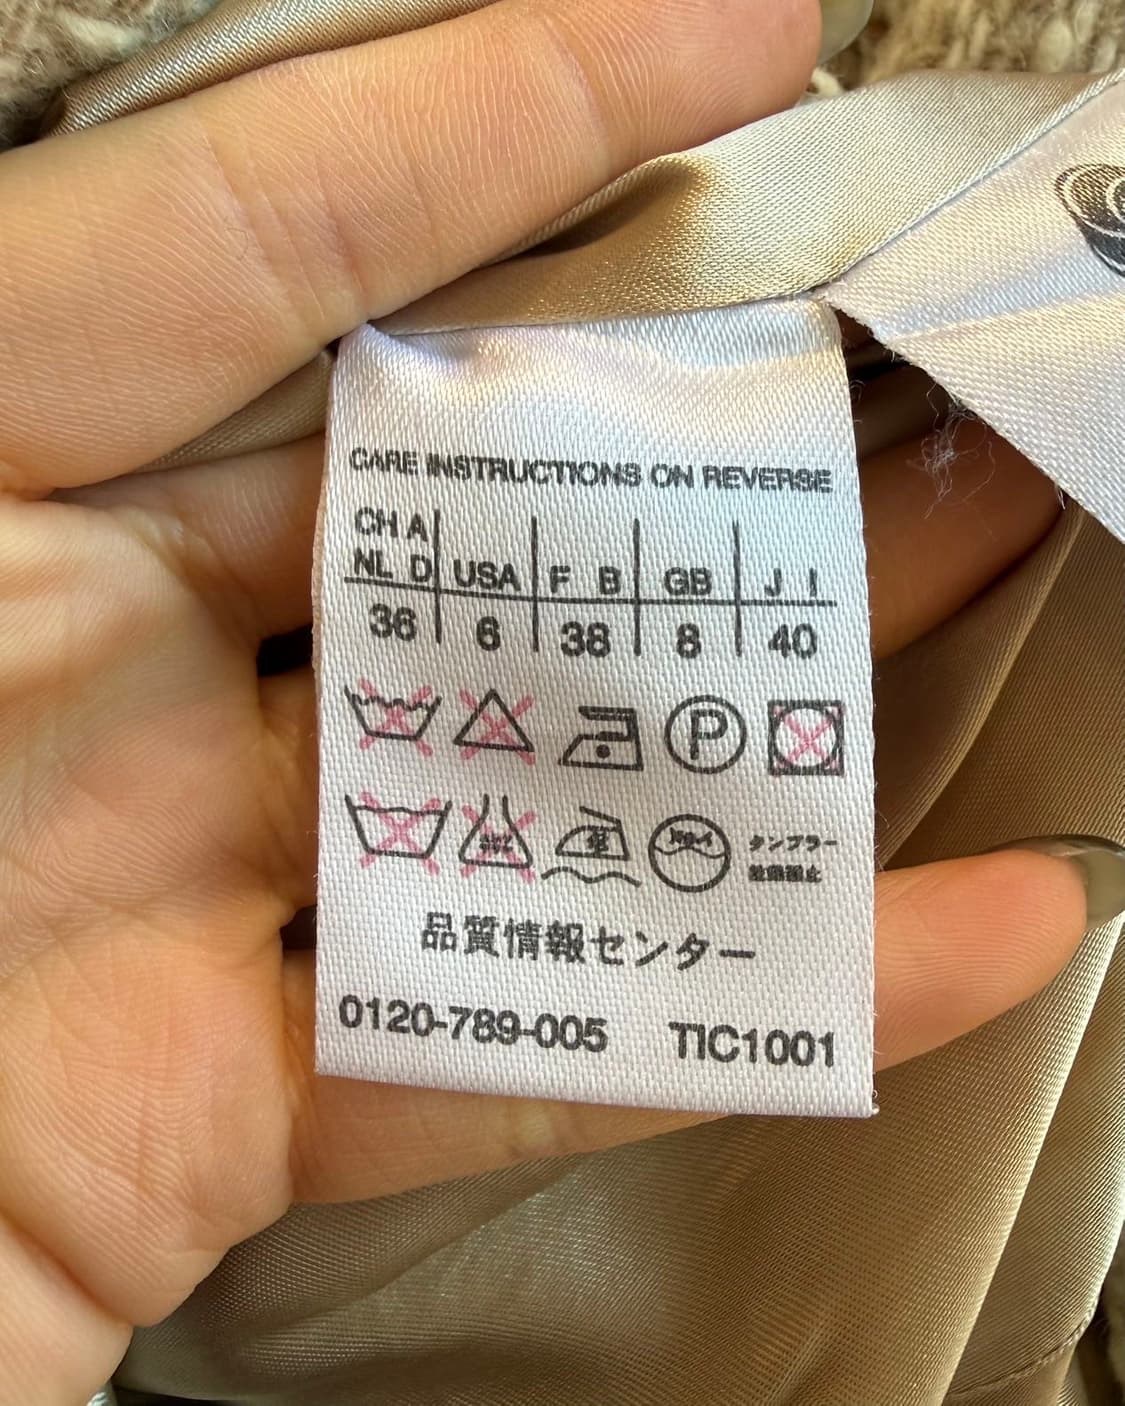 CARE INSTRUCTIONS ON REVERSE
CH A
NL D USA F B GB J I
36 6 38 8 40
P
タンブラー
品質情報センター
0120-789-005 TIC1001